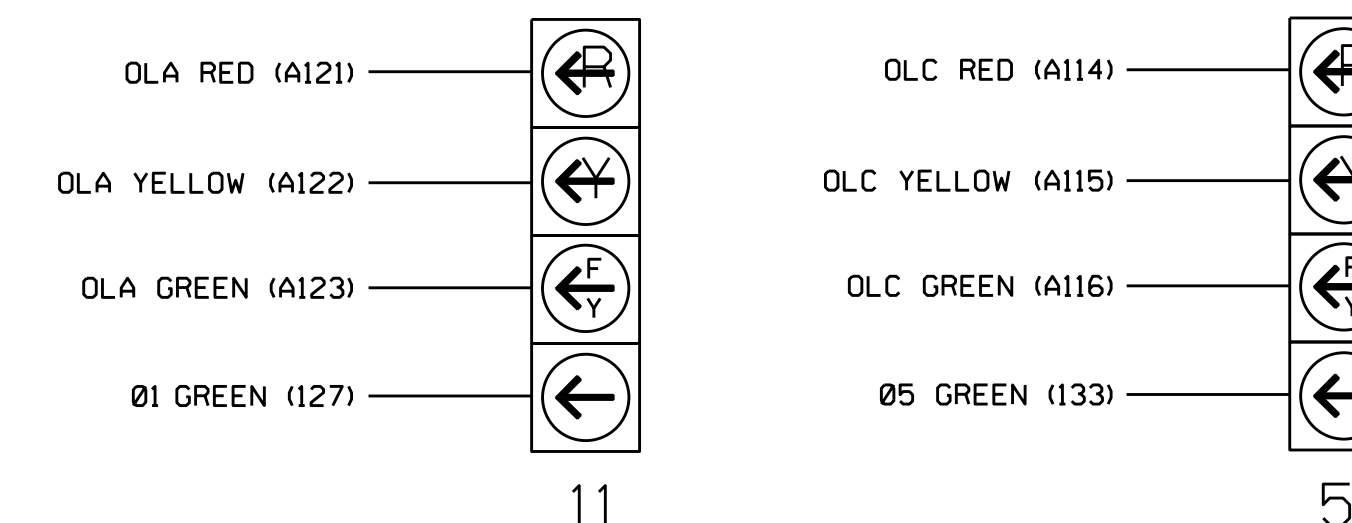 OLA RED (A121)
R
OLA YELLOW (A122)
Y
OLA GREEN (A123)
F
Y
Ø1 GREEN (127)
11
OLC RED (A114)
OLC YELLOW (A115)
OLC GREEN (A116)
Ø5 GREEN (133)